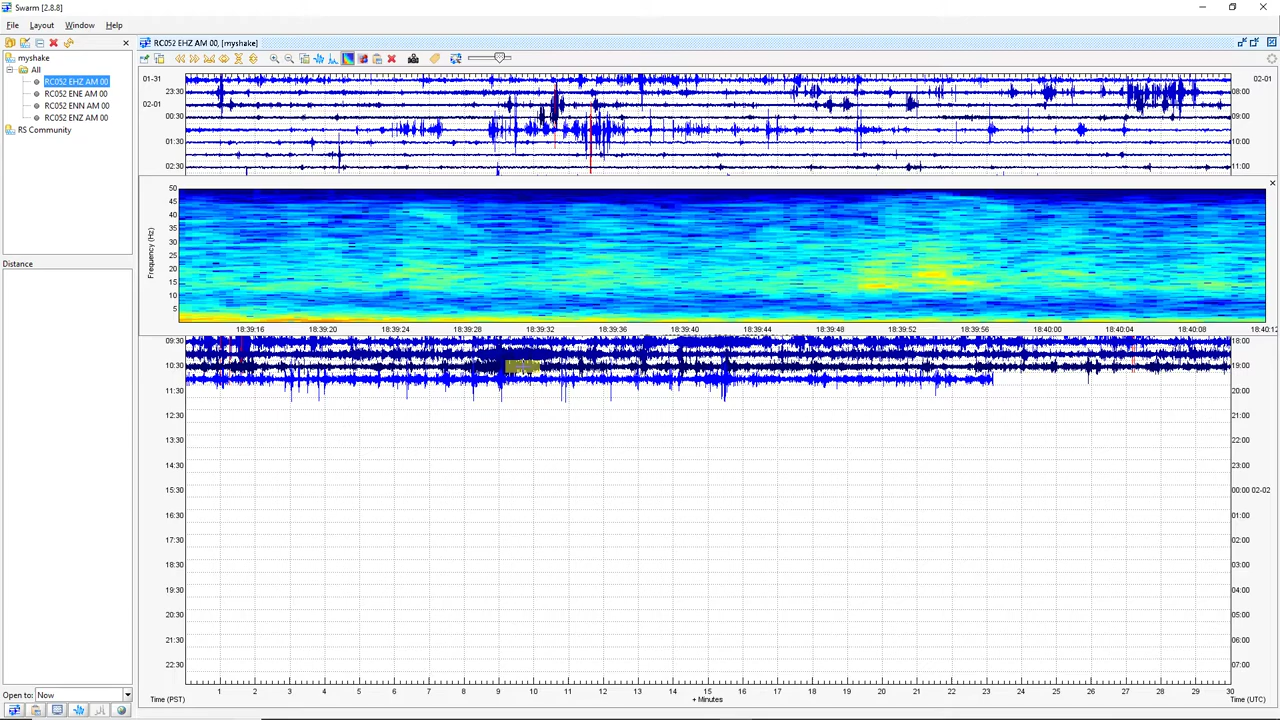 Swarm [2.8.8]
File Layout Window Help
RC052 EHZ AM 00, [myshake]
myshake
All
RC052 EHZ AM 00
RC052 ENE AM 00
RC052 ENN AM 00
RC052 ENZ AM 00
RS Community
Distance
Open to: Now
01-31 02-01
23:30 08:00
02-01
00:30 09:00
01:30 10:00
02:30 11:00
Frequency (Hz)
50
45
40
35
30
25
20
15
10
5
18:39:16 18:39:20 18:39:24 18:39:28 18:39:32 18:39:36 18:39:40 18:39:44 18:39:48 18:39:52 18:39:56 18:40:00 18:40:04 18:40:08 18:40:12
09:30 18:00
10:30 19:00
11:30 20:00
12:30 21:00
13:30 22:00
14:30 23:00
15:30 00:00 02-02
16:30 01:00
17:30 02:00
18:30 03:00
19:30 04:00
20:30 05:00
21:30 06:00
22:30 07:00
1 2 3 4 5 6 7 8 9 10 11 12 13 14 15 16 17 18 19 20 21 22 23 24 25 26 27 28 29 30
Time (PST) + Minutes Time (UTC)